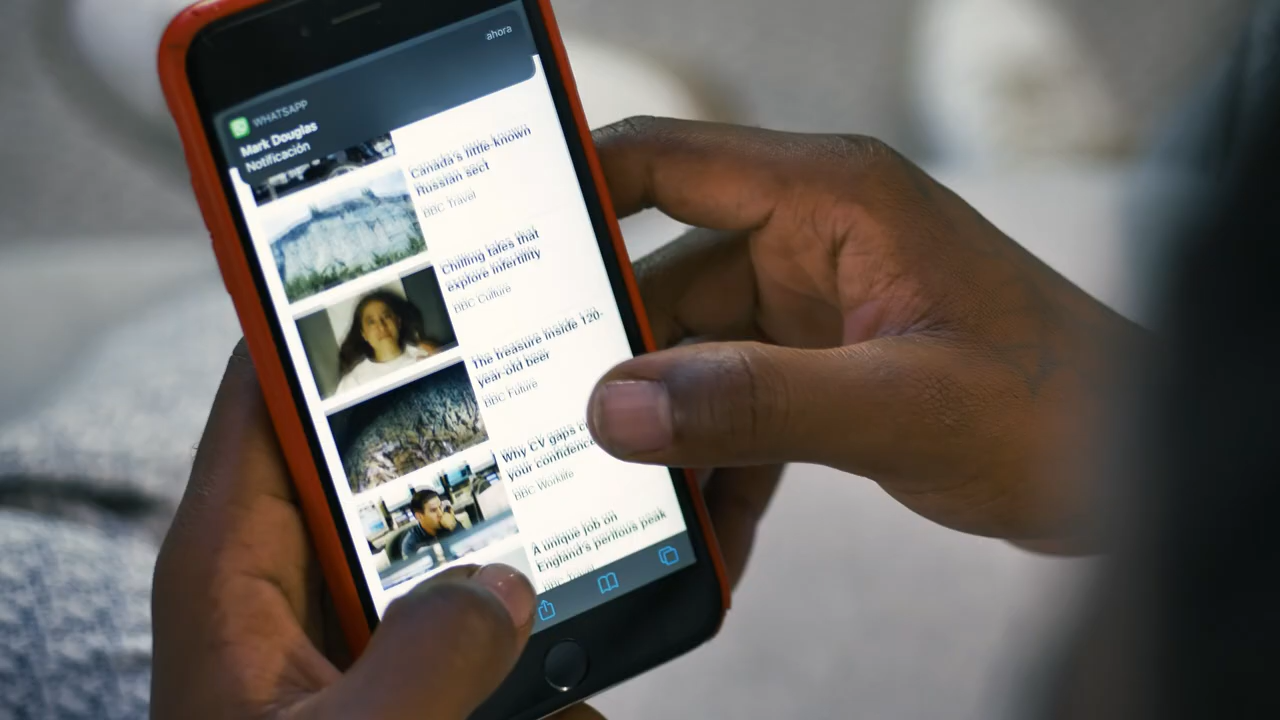 ahora
WHATSAPP
Mark Douglas
Notificación
Canada's little-known
Russian sect
BBC Travel
Chilling tales that
explore infertility
BBC Culture
The treasure inside 120-
year-old beer
BBC Future
Why CV gaps
your confidence
BBC Worklife
A unique job on
England's perilous peak
BBC